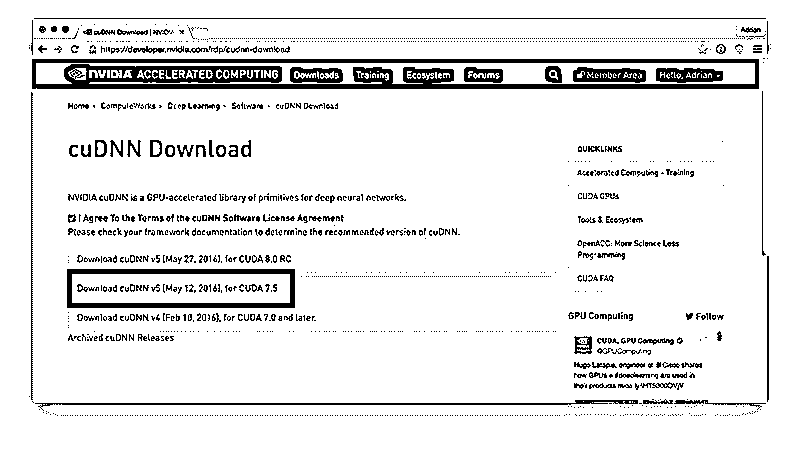 cuDNN Download | NVIDIA
Adrian
https://developer.nvidia.com/rdp/cudnn-download
NVIDIA ACCELERATED COMPUTING Downloads Training Ecosystem Forums Member Area Hello, Adrian
Home > ComputeWorks > Deep Learning > Software > cuDNN Download
cuDNN Download
NVIDIA cuDNN is a GPU-accelerated library of primitives for deep neural networks.
I Agree To the Terms of the cuDNN Software License Agreement
Please check your framework documentation to determine the recommended version of cuDNN.
Download cuDNN v5 (May 27, 2016), for CUDA 8.0 RC
Download cuDNN v5 (May 12, 2016), for CUDA 7.5
Download cuDNN v4 (Feb 10, 2016), for CUDA 7.0 and later.
Archived cuDNN Releases
QUICKLINKS
Accelerated Computing - Training
CUDA GPUs
Tools & Ecosystem
OpenACC: More Science Less
Programming
CUDA FAQ
GPU Computing Follow
CUDA, GPU Computing
@GPUComputing
Hugo Latapie, engineer at Cisco shares
how GPUs + #deeplearning are used in
their products